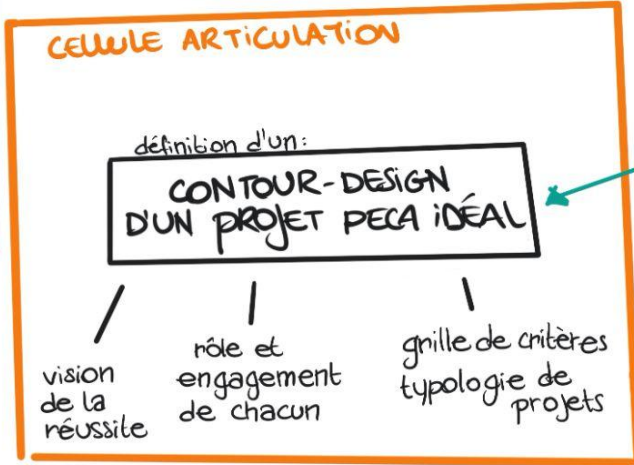 CELLULE ARTICULATION
définition d'un:
CONTOUR-DESIGN
D'UN PROJET PECA iDÉAL
vision
de la
réussite
rôle et
engagement
de chacun
grille de critères
typologie de
projets